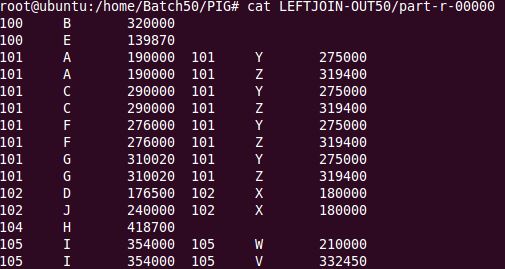 root@ubuntu:/home/Batch50/PIG# cat LEFTJOIN-OUT50/part-r-00000
100 B 320000
100 E 139870
101 A 190000 101 Y 275000
101 A 190000 101 Z 319400
101 C 290000 101 Y 275000
101 C 290000 101 Z 319400
101 F 276000 101 Y 275000
101 F 276000 101 Z 319400
101 G 310020 101 Y 275000
101 G 310020 101 Z 319400
102 D 176500 102 X 180000
102 J 240000 102 X 180000
104 H 418700
105 I 354000 105 W 210000
105 I 354000 105 V 332450